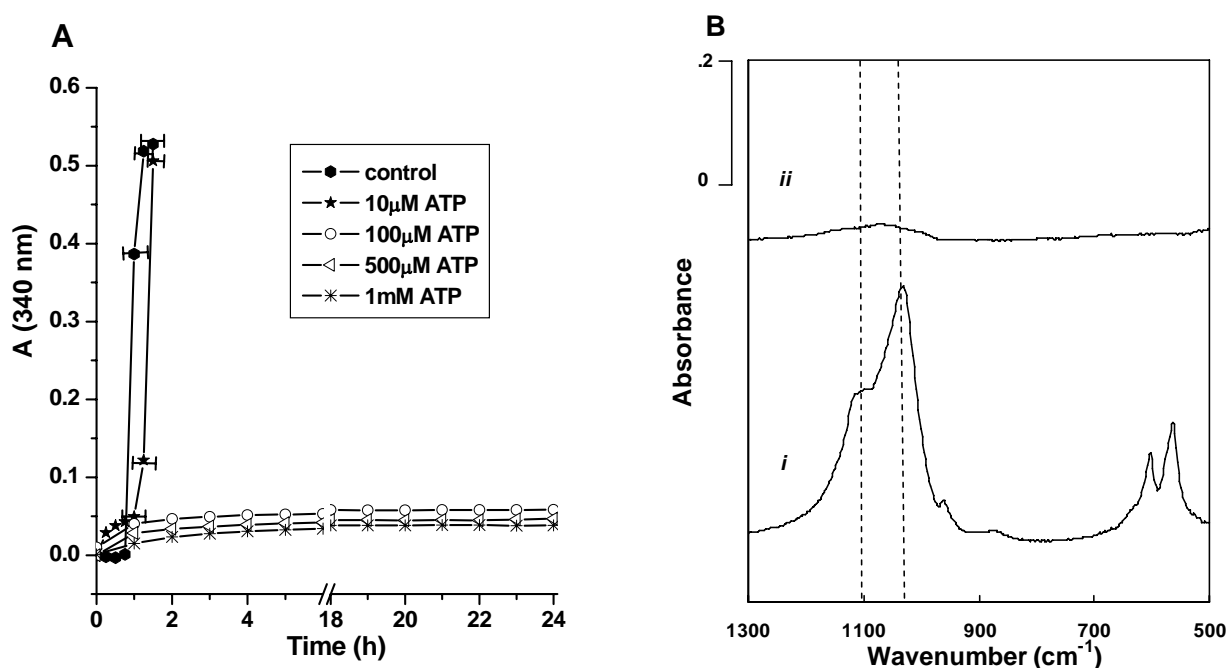 A
0.6
0.5
0.4
0.3
0.2
0.1
0.0
A (340 nm)
control
10μM ATP
100μM ATP
500μM ATP
1mM ATP
0 2 4 6 18 20 22 24
Time (h)
B
.2
0
ii
i
Absorbance
1300 1100 900 700 500
Wavenumber (cm⁻¹)